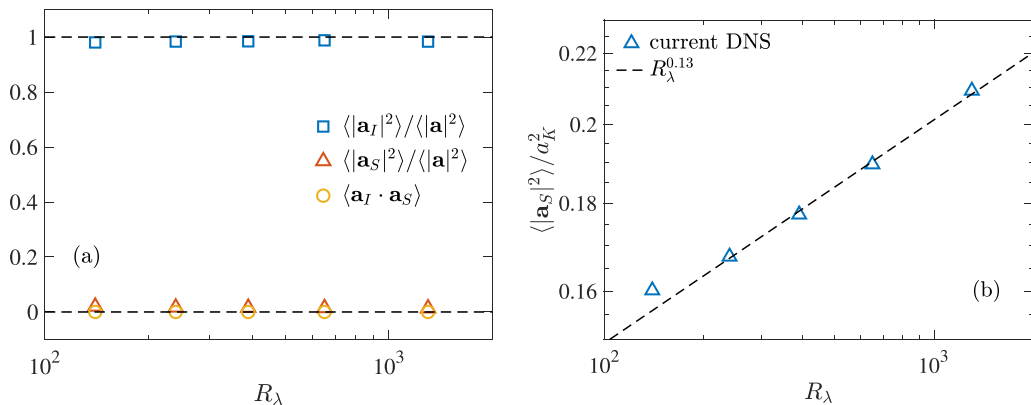 1
0.8
0.6
0.4
0.2
0
⟨|𝐚_I|²⟩/⟨|𝐚|²⟩
⟨|𝐚_S|²⟩/⟨|𝐚|²⟩
⟨𝐚_I · 𝐚_S⟩
(a)
10² 10³
R_λ
0.22
0.2
0.18
0.16
⟨|𝐚_S|²⟩/a_K²
current DNS
R_λ^0.13
(b)
10² 10³
R_λ